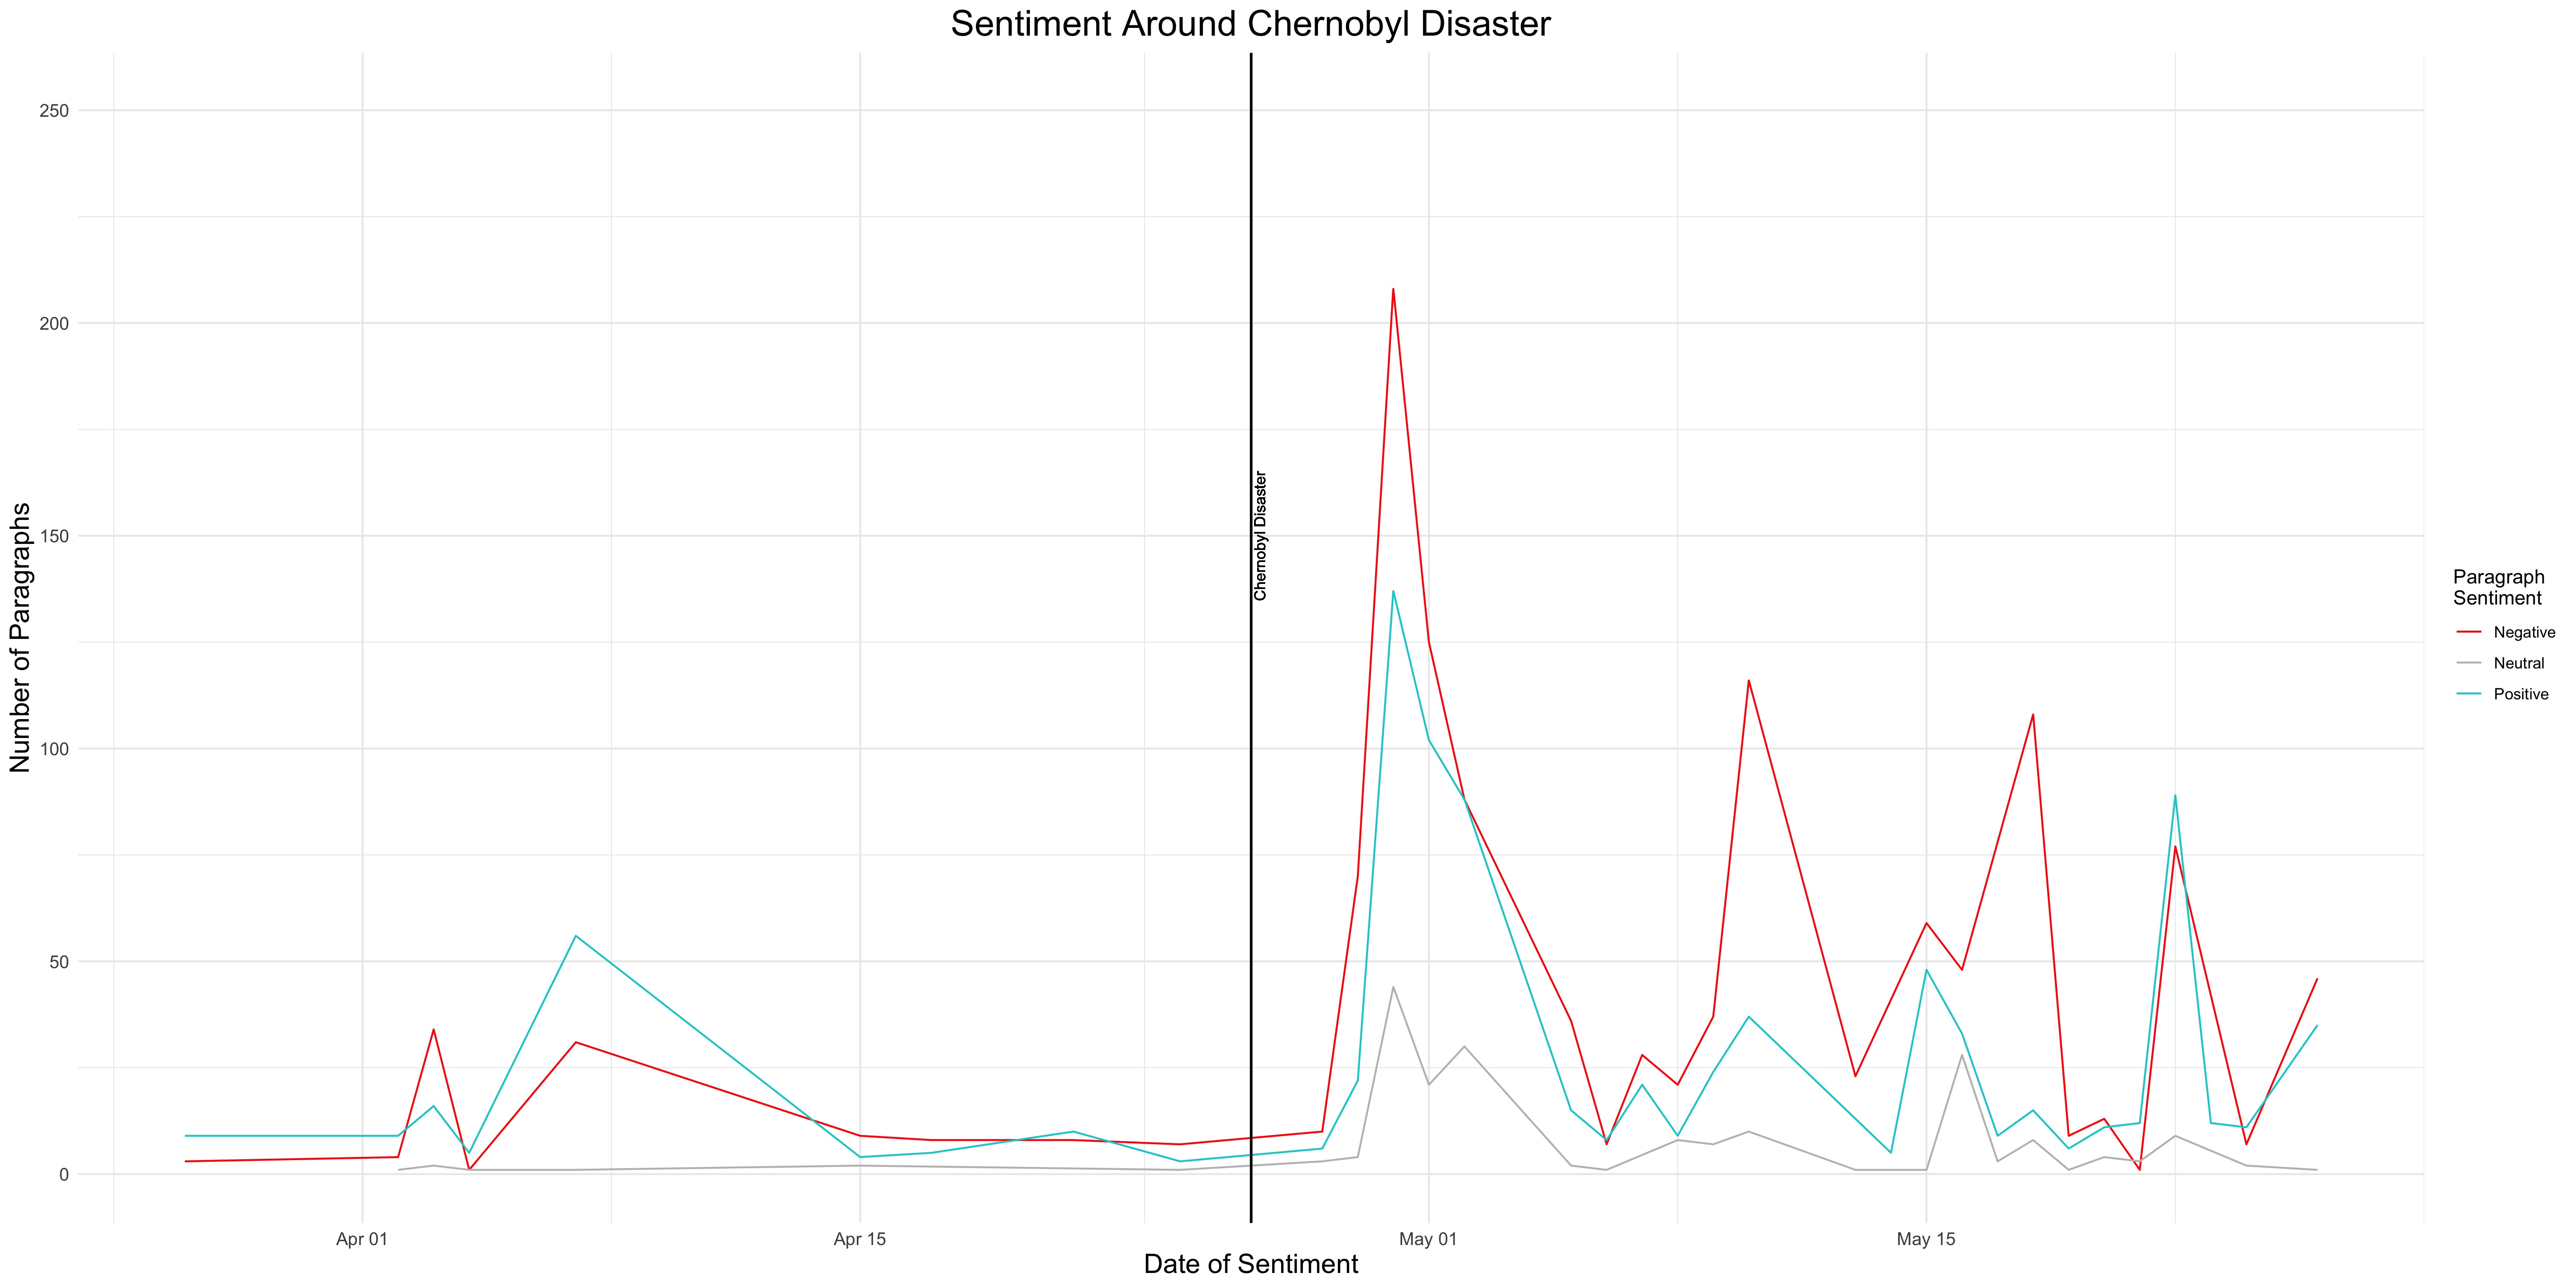 Sentiment Around Chernobyl Disaster
250
200
150
100
50
0
Number of Paragraphs
Chernobyl Disaster
Apr 01
Apr 15
May 01
May 15
Date of Sentiment
Paragraph
Sentiment
Negative
Neutral
Positive